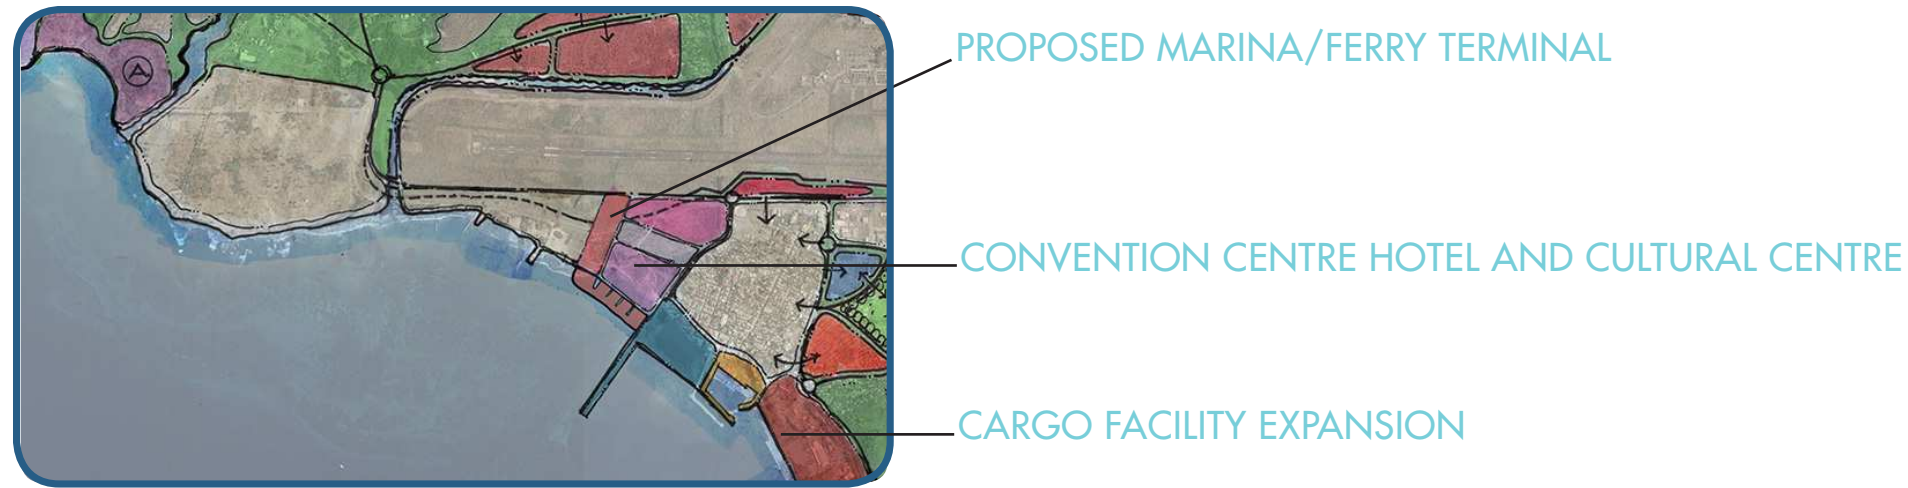 PROPOSED MARINA/FERRY TERMINAL
CONVENTION CENTRE HOTEL AND CULTURAL CENTRE
CARGO FACILITY EXPANSION
A